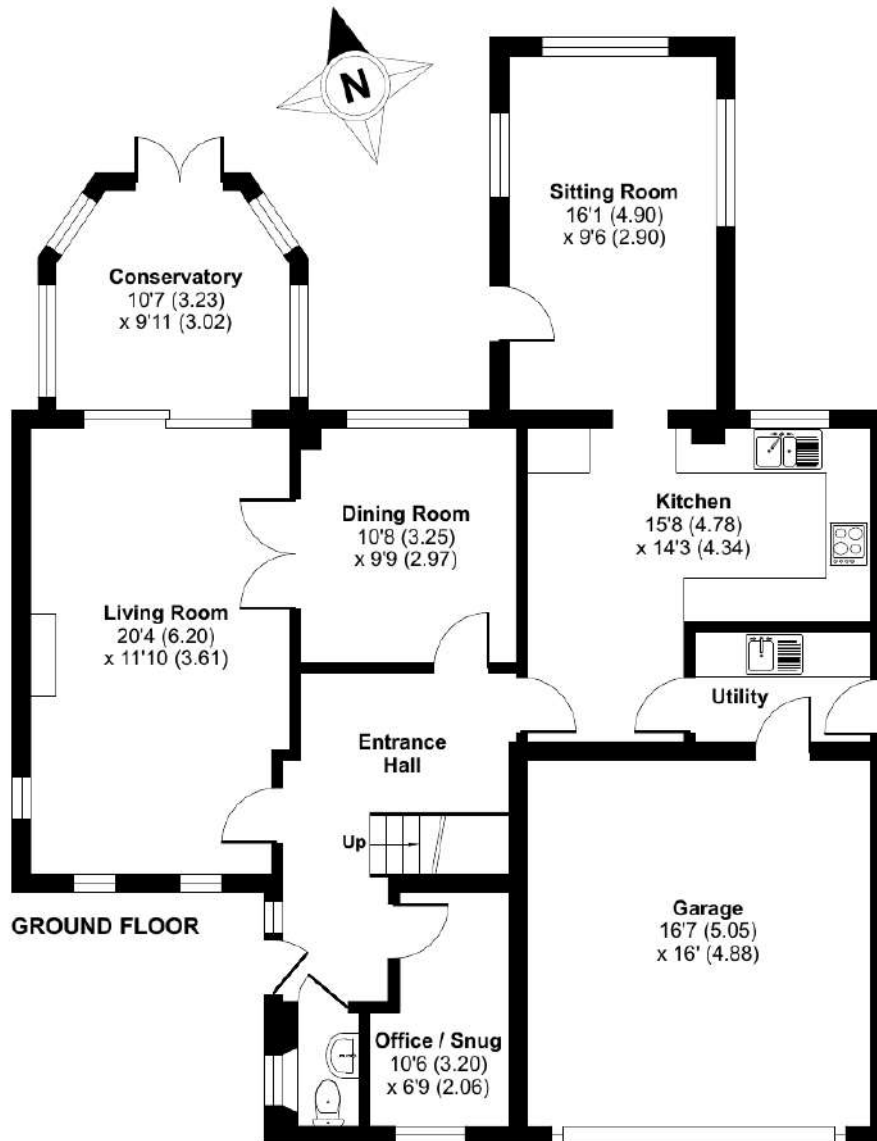 N
Sitting Room
16'1 (4.90)
x 9'6 (2.90)
Conservatory
10'7 (3.23)
x 9'11 (3.02)
Dining Room
10'8 (3.25)
x 9'9 (2.97)
Kitchen
15'8 (4.78)
x 14'3 (4.34)
Living Room
20'4 (6.20)
x 11'10 (3.61)
Utility
Entrance
Hall
Up
GROUND FLOOR
Garage
16'7 (5.05)
x 16' (4.88)
Office / Snug
10'6 (3.20)
x 6'9 (2.06)